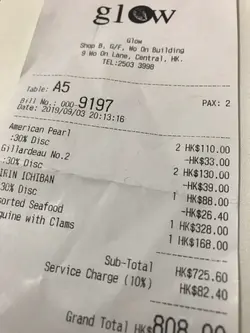 glow
Glow
Shop B, G/F, Wo On Building
9 Wo On Lane, Central, HK.
TEL:2503 3998
Table: A5 PAX: 2
Bill No.: 000-9197
Date: 2019/09/03 20:13:16
American Pearl 2 HK$110.00
:30% Disc -HK$33.00
Gillardeau No.2 2 HK$130.00
:30% Disc -HK$39.00
IRIN ICHIBAN 1 HK$88.00
:30% Disc -HK$26.40
sorted Seafood 1 HK$328.00
guine with Clams 1 HK$168.00
Sub-Total HK$725.60
Service Charge (10%) HK$82.40
Grand Total HK$808.00